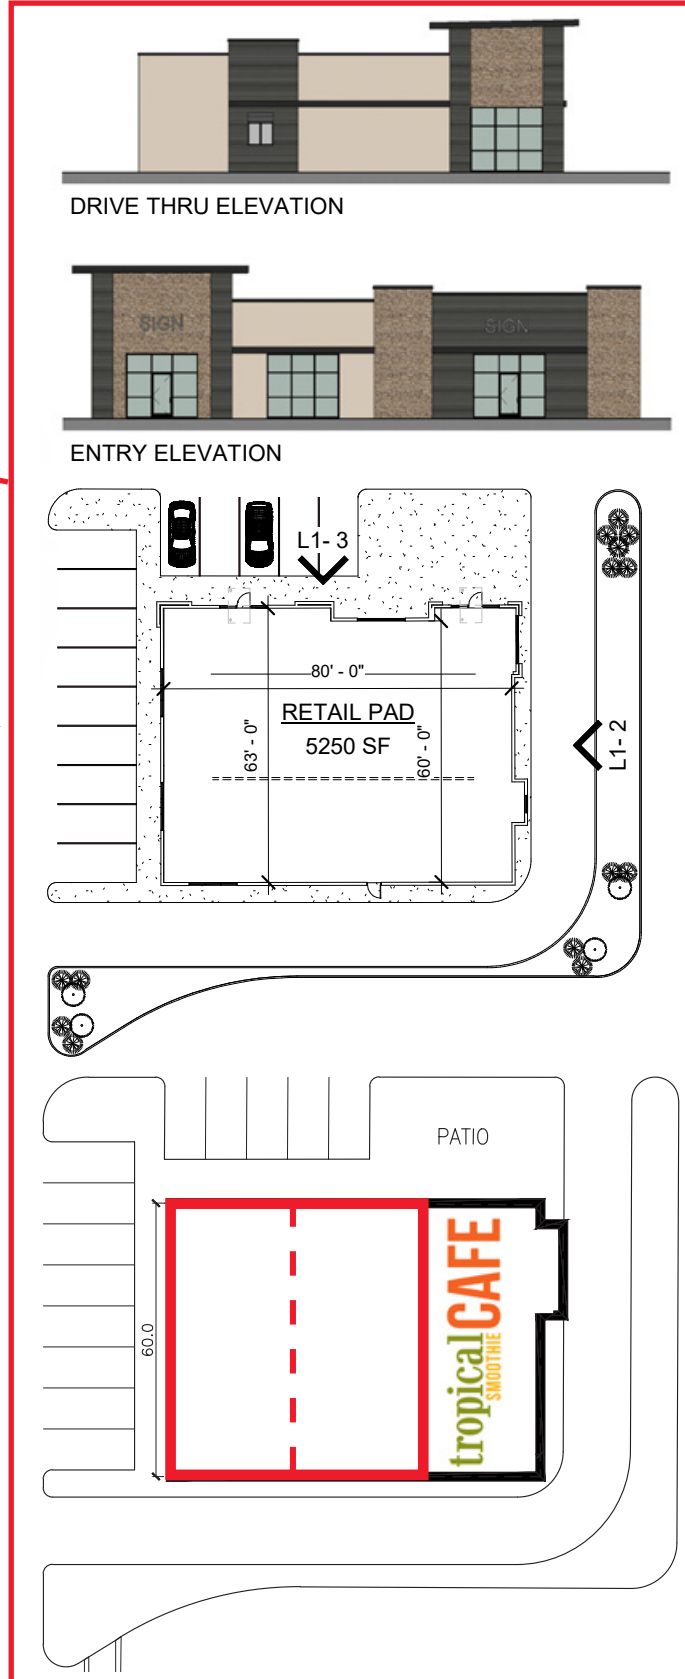 DRIVE THRU ELEVATION
SIGN
SIGN
ENTRY ELEVATION
L1- 3
80' - 0"
RETAIL PAD
5250 SF
63' - 0"
60' - 0"
L1- 2
PATIO
60.0
tropical
SMOOTHIE
CAFE